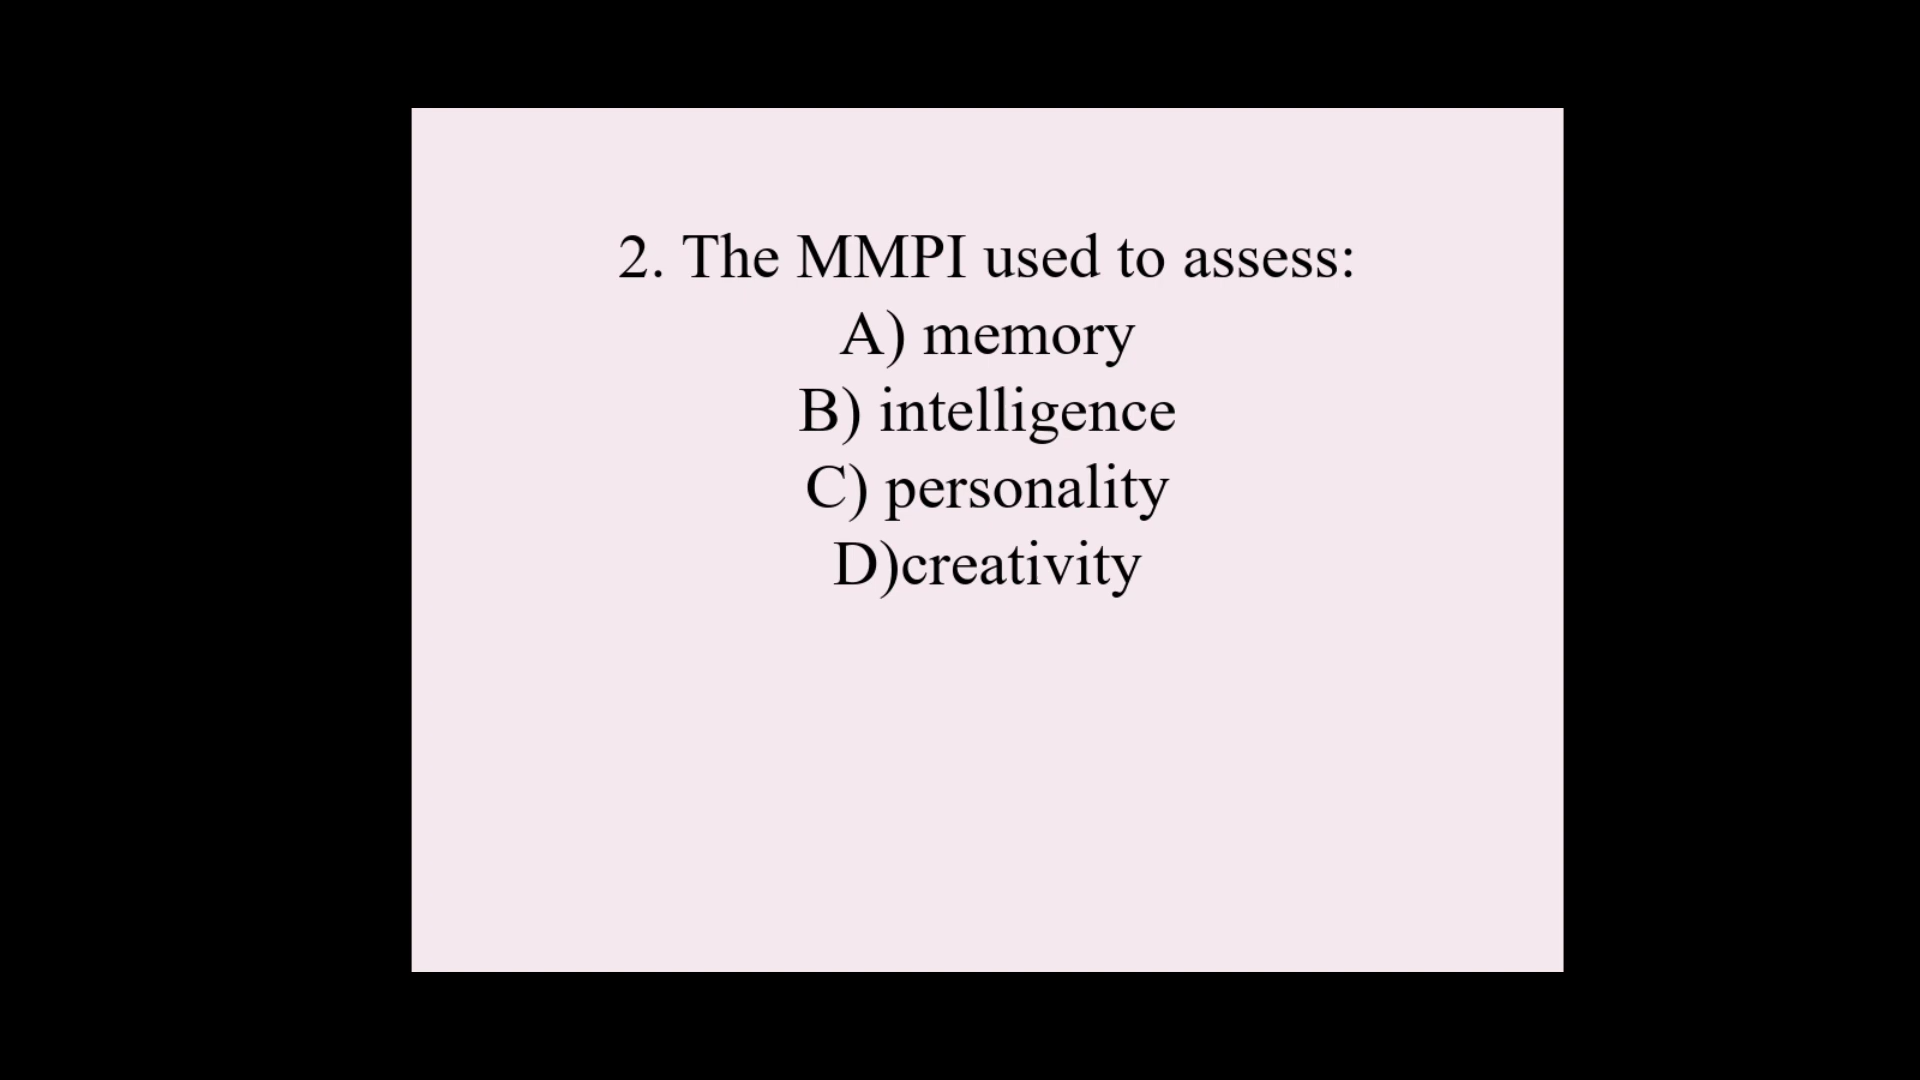 2. The MMPI used to assess:
A) memory
B) intelligence
C) personality
D)creativity